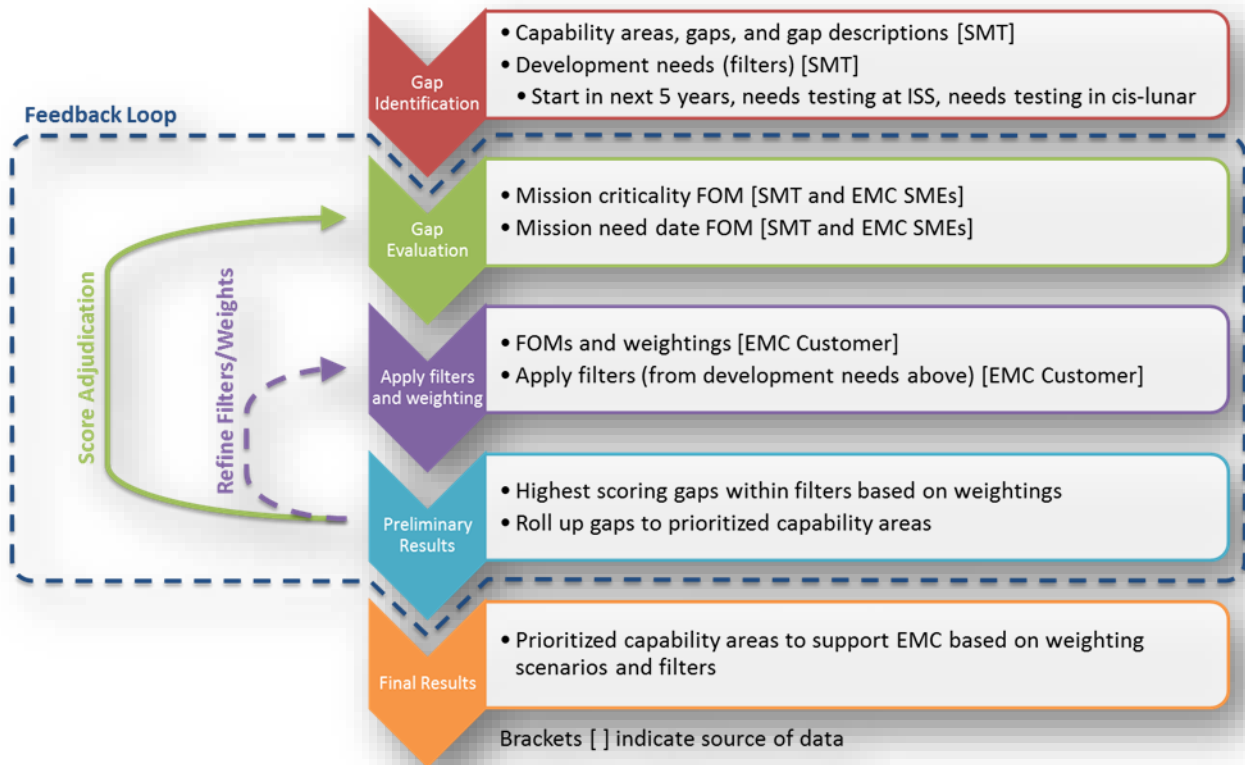 Gap
Identification
• Capability areas, gaps, and gap descriptions [SMT]
• Development needs (filters) [SMT]
• Start in next 5 years, needs testing at ISS, needs testing in cis-lunar
Feedback Loop
Gap
Evaluation
• Mission criticality FOM [SMT and EMC SMEs]
• Mission need date FOM [SMT and EMC SMEs]
Score Adjudication
Refine Filters/Weights
Apply filters
and weighting
• FOMs and weightings [EMC Customer]
• Apply filters (from development needs above) [EMC Customer]
Preliminary
Results
• Highest scoring gaps within filters based on weightings
• Roll up gaps to prioritized capability areas
Final Results
• Prioritized capability areas to support EMC based on weighting
scenarios and filters
Brackets [ ] indicate source of data